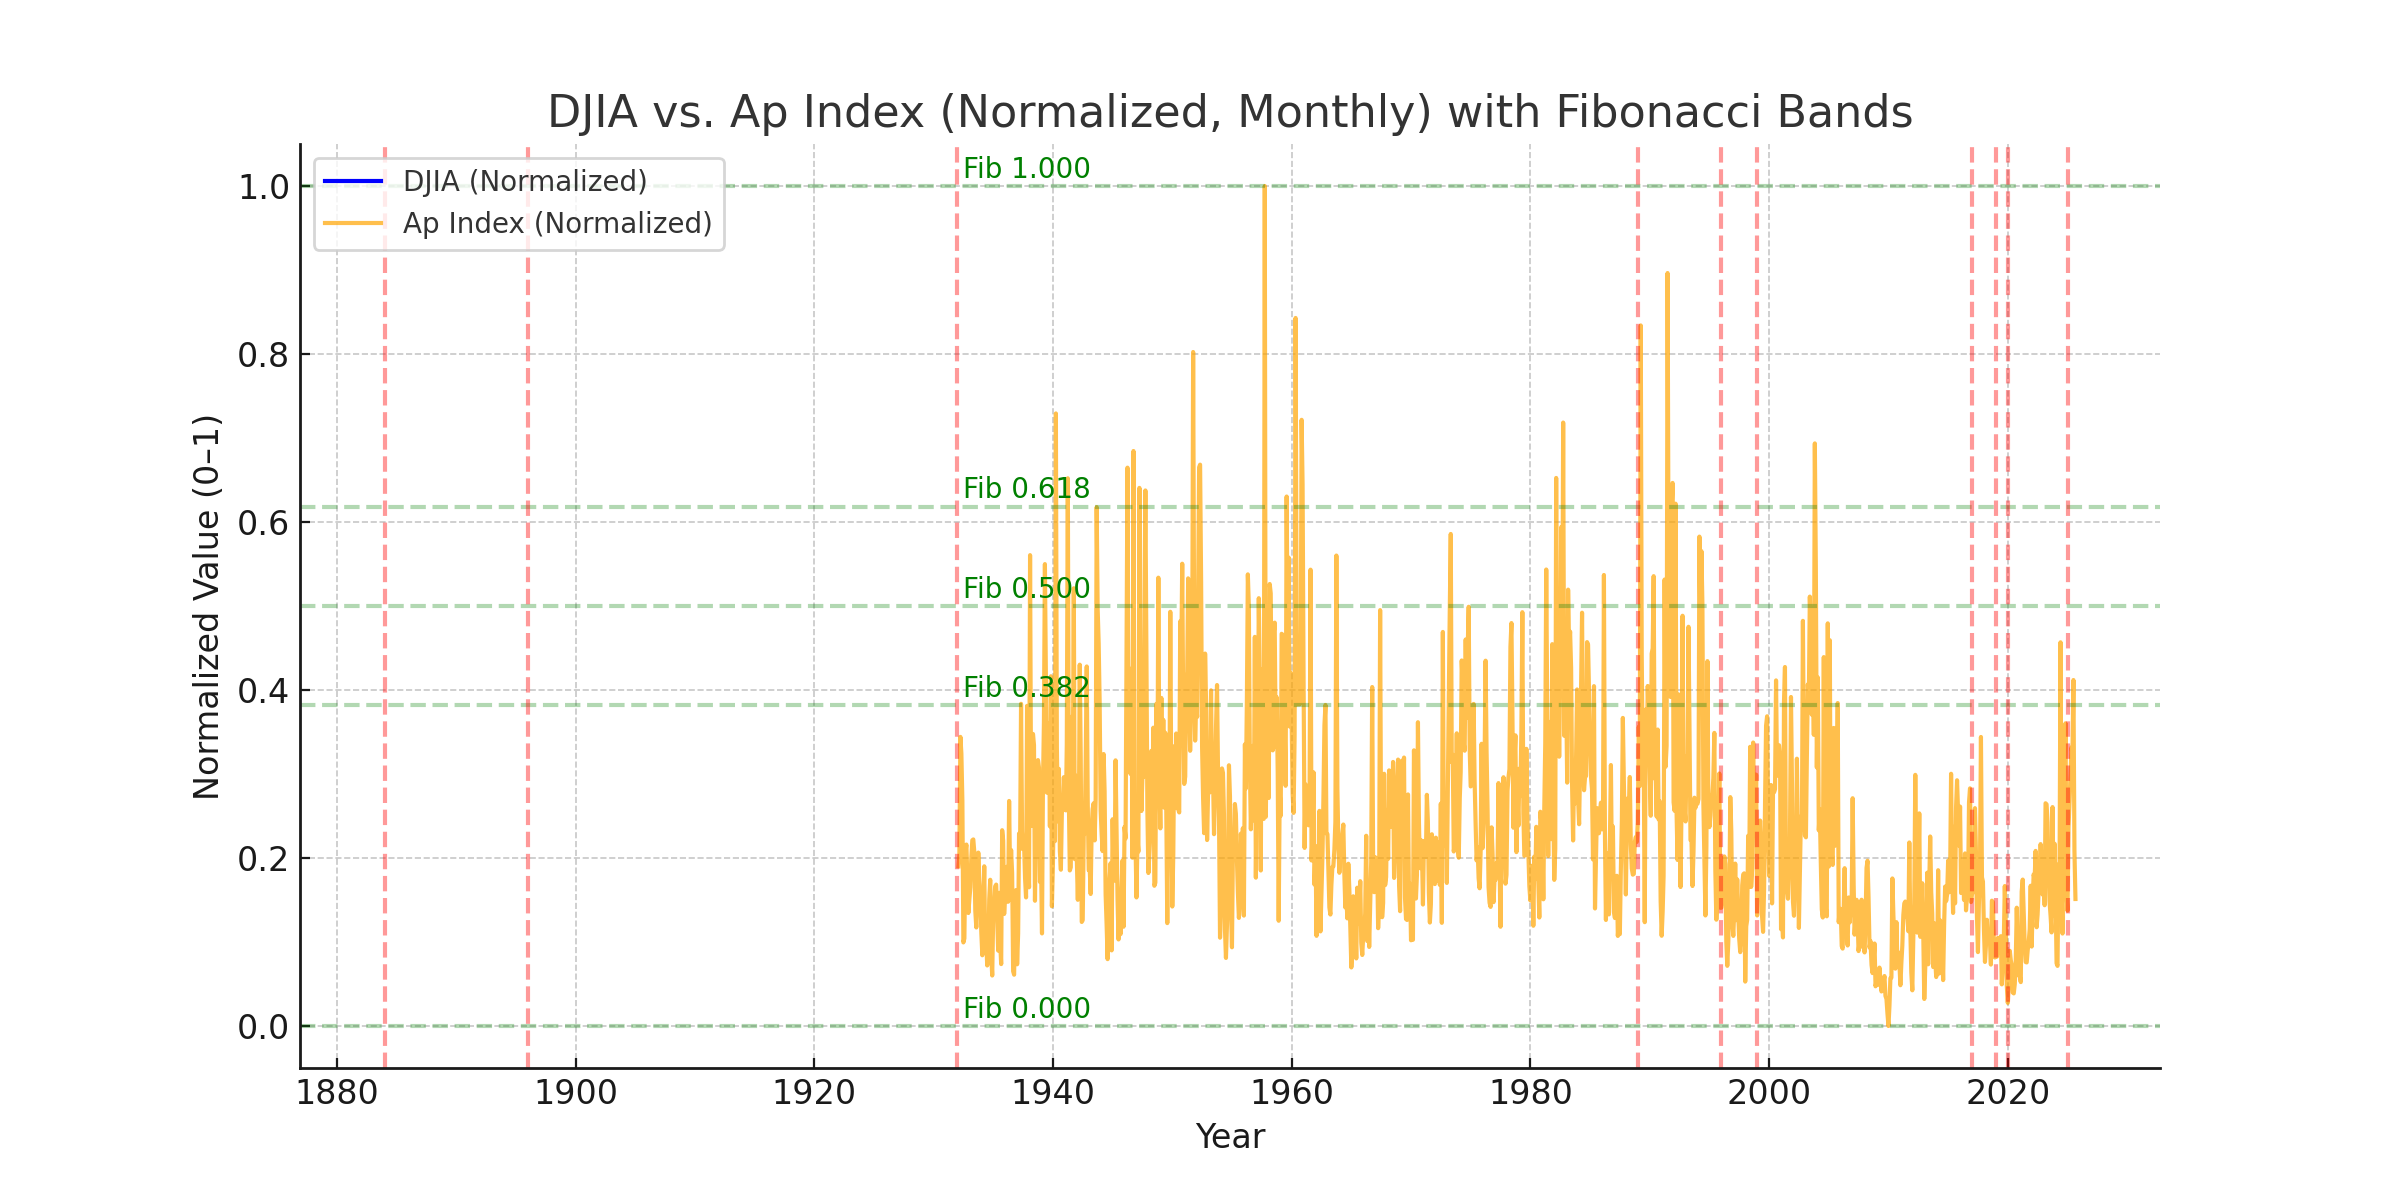 DJIA vs. Ap Index (Normalized, Monthly) with Fibonacci Bands
DJIA (Normalized)
Ap Index (Normalized)
Fib 1.000
Fib 0.618
Fib 0.500
Fib 0.382
Fib 0.000
Normalized Value (0–1)
1.0
0.8
0.6
0.4
0.2
0.0
1880 1900 1920 1940 1960 1980 2000 2020
Year